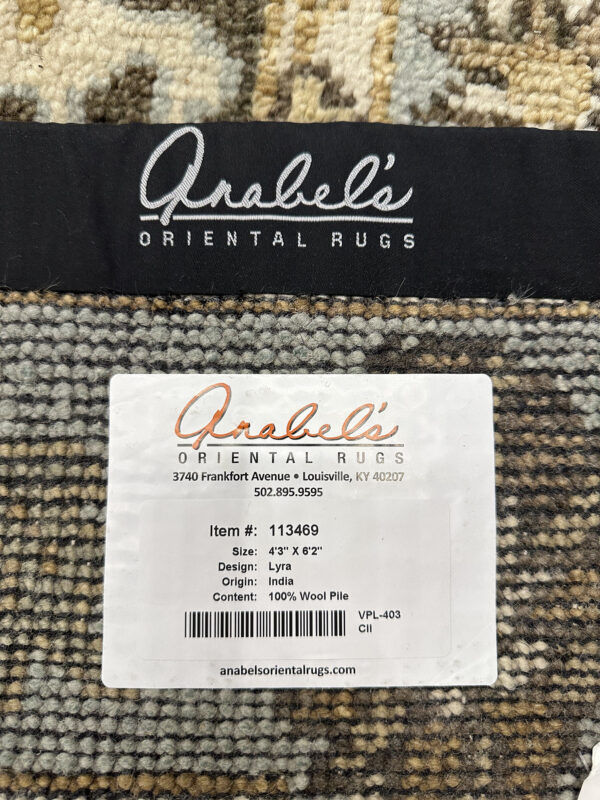 Anabel's
ORIENTAL RUGS
Anabel's
ORIENTAL RUGS
3740 Frankfort Avenue • Louisville, KY 40207
502.895.9595
Item #: 113469
Size: 4'3" X 6'2"
Design: Lyra
Origin: India
Content: 100% Wool Pile
VPL-403
CII
anabelsorientalrugs.com